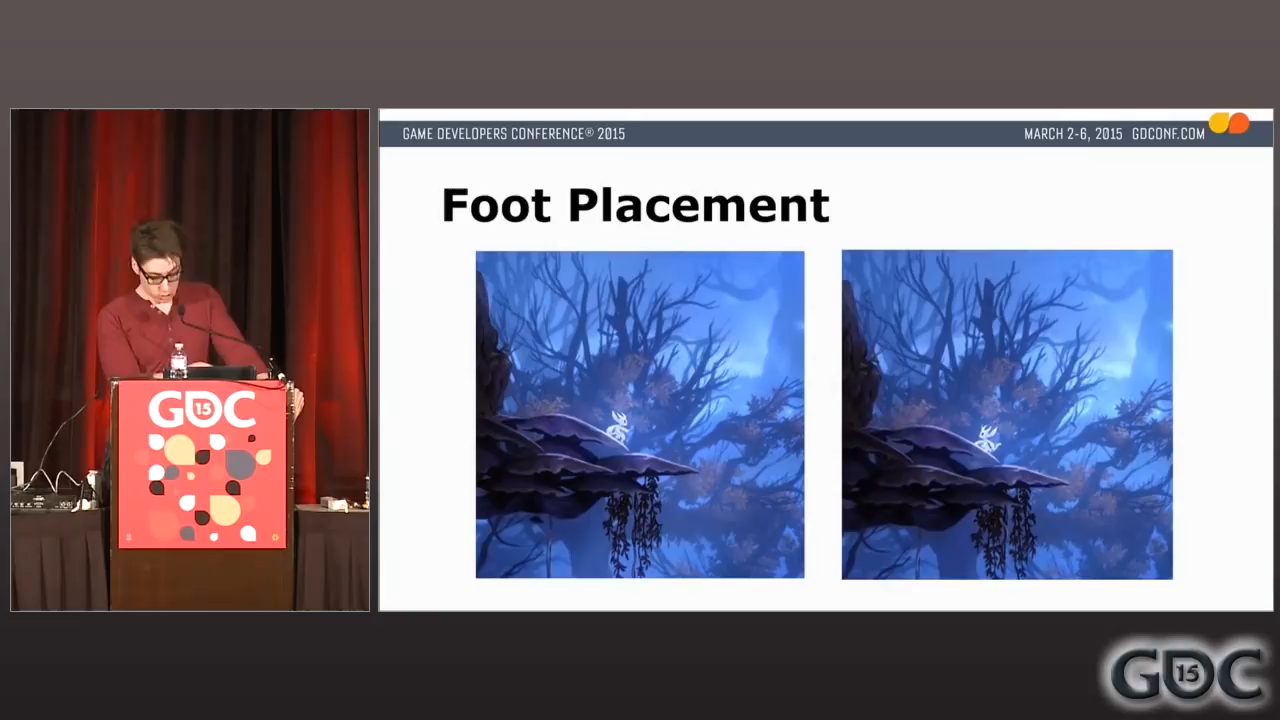 GAME DEVELOPERS CONFERENCE® 2015
MARCH 2-6, 2015 GDCONF.COM
Foot Placement
GDC
15
GDC
15